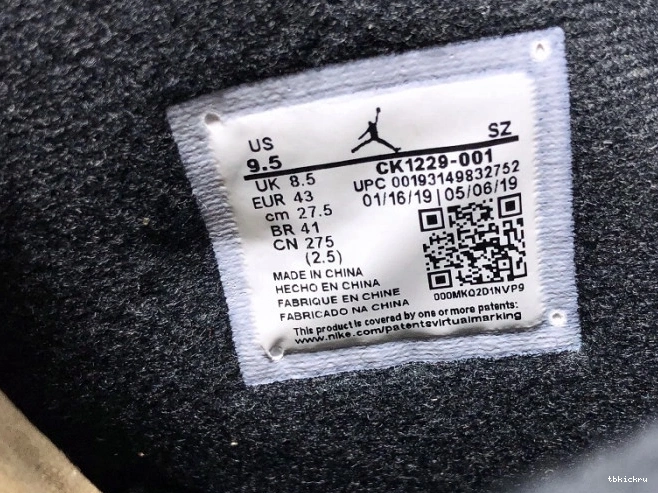 US
SZ
9.5
CK1229-001
UK 8.5
UPC 00193149832752
EUR 43
01/16/19 | 05/06/19
cm 27.5
BR 41
CN 275
(2.5)
MADE IN CHINA
HECHO EN CHINA
FABRIQUE EN CHINE
FABRICADO NA CHINA
000MKQ2D1NVP9
This product is covered by one or more patents:
www.nike.com/patentsvirtualmarking
tbkickru